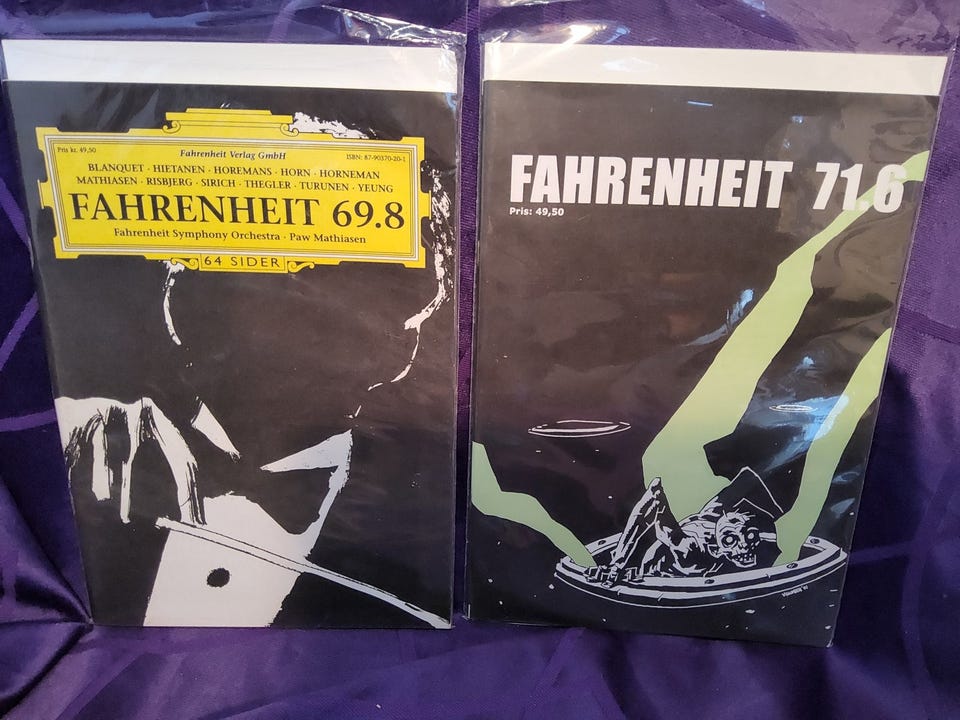 Pris kr. 49,50
Fahrenheit Verlag GmbH
ISBN: 87-90370-20-1
BLANQUET · HIETANEN · HOREMANS · HORN · HORNEMAN
MATHIASEN · RISBJERG · SIRICH · THEGLER · TURUNEN · YEUNG
FAHRENHEIT 69.8
Fahrenheit Symphony Orchestra · Paw Mathiasen
64 SIDER
FAHRENHEIT 71.6
Pris: 49,50